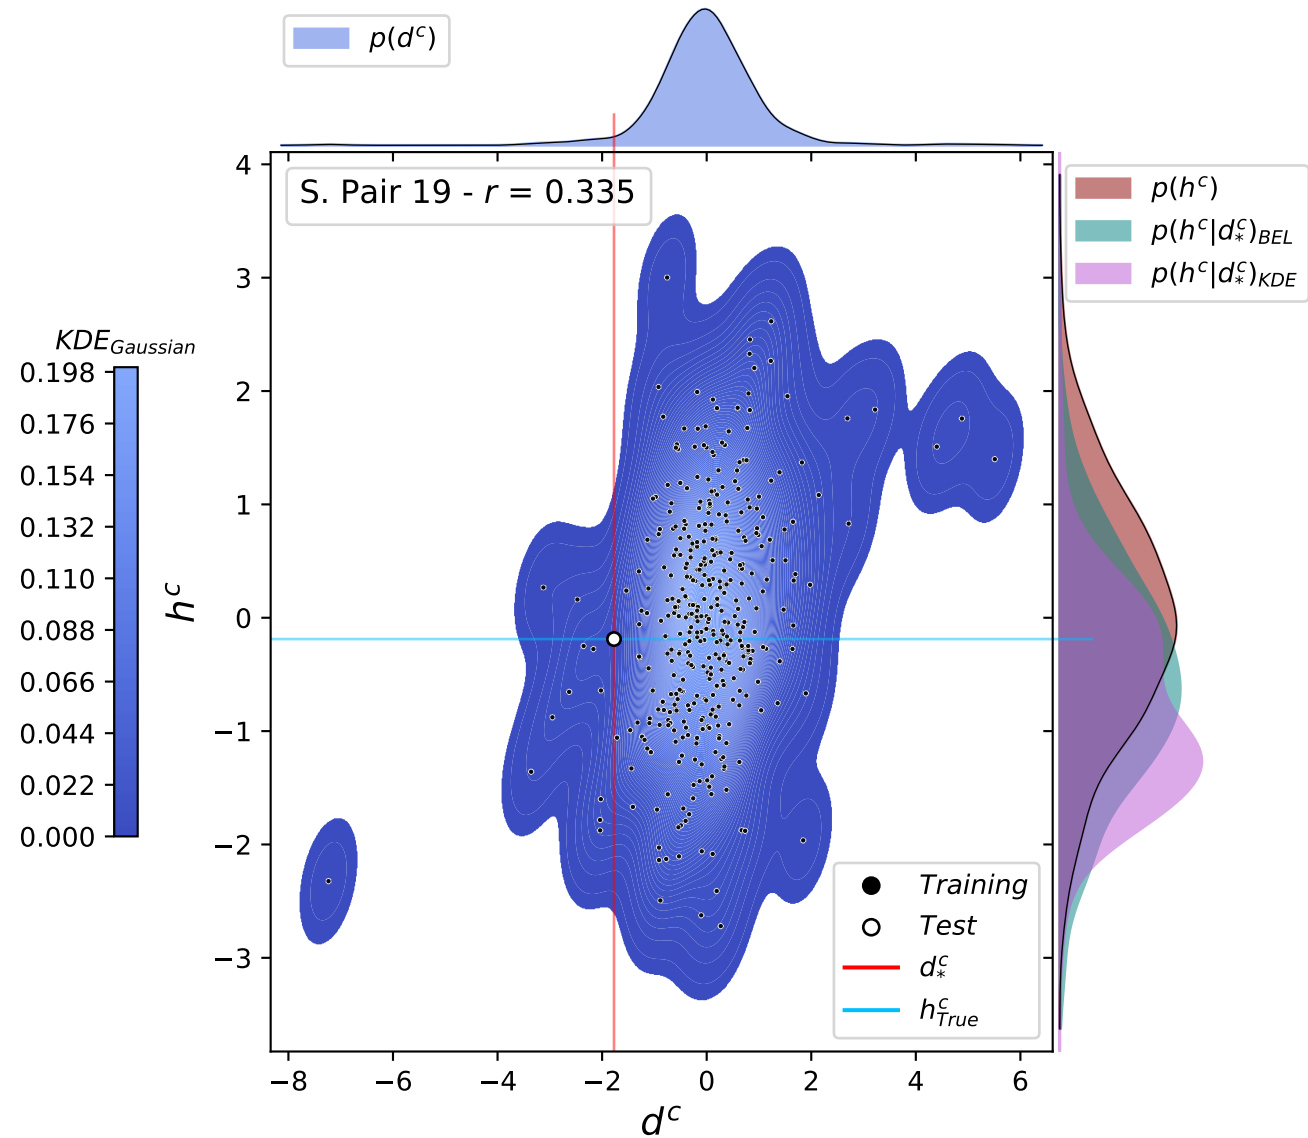 p(d^c)
S. Pair 19 - r = 0.335
p(h^c)
p(h^c|d^c_*)_BEL
p(h^c|d^c_*)_KDE
KDE_Gaussian
0.198
0.176
0.154
0.132
0.110
0.088
0.066
0.044
0.022
0.000
h^c
4
3
2
1
0
−1
−2
−3
Training
Test
d^c_*
h^c_True
−8 −6 −4 −2 0 2 4 6
d^c